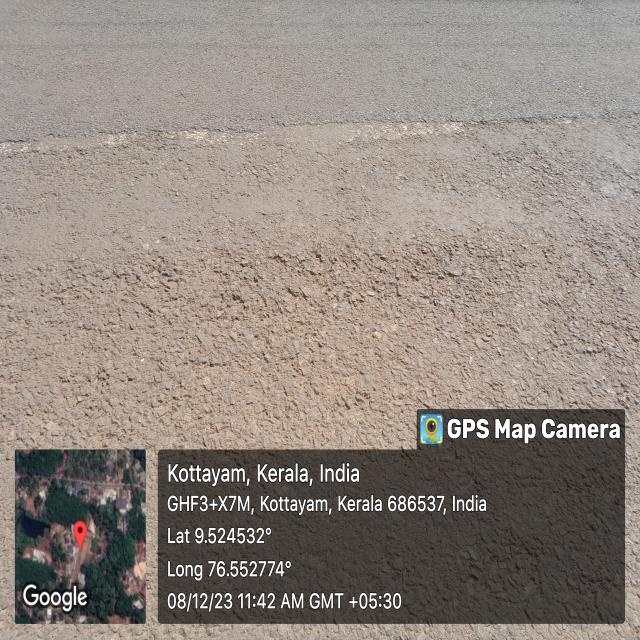 GPS Map Camera
Kottayam, Kerala, India
GHF3+X7M, Kottayam, Kerala 686537, India
Lat 9.524532°
Long 76.552774°
08/12/23 11:42 AM GMT +05:30
Google